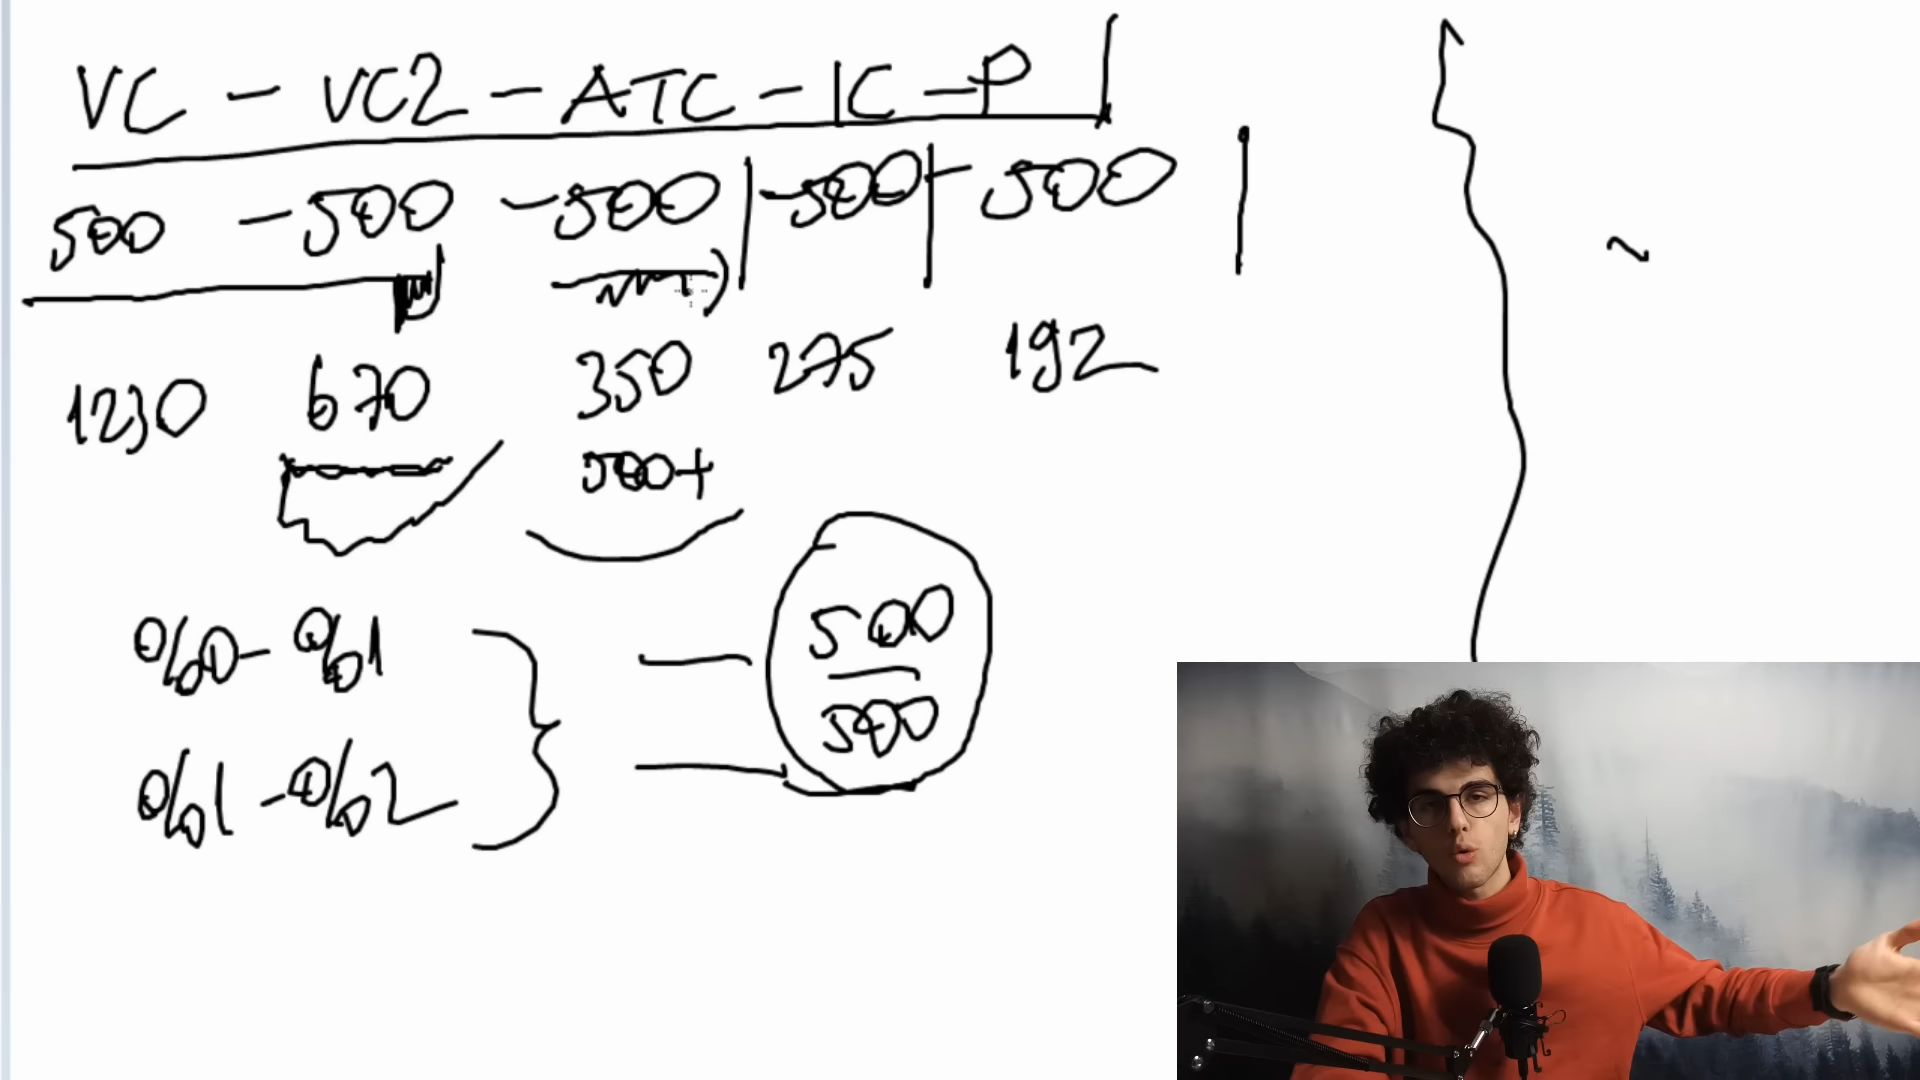 VC - VC2 - ATC - IC - P
500 - 500 - 500 - 500 - 500
1230 670 350 275 192
500+
%0 - %1
%1 - %2
500
500